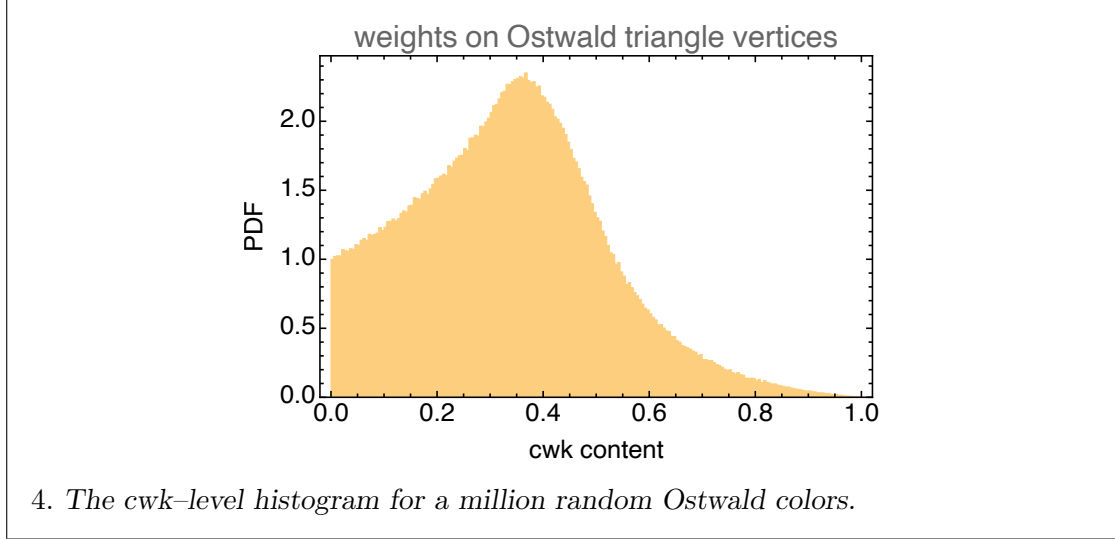 weights on Ostwald triangle vertices
2.0
1.5
1.0
0.5
0.0
PDF
0.0 0.2 0.4 0.6 0.8 1.0
cwk content
4. The cwk–level histogram for a million random Ostwald colors.